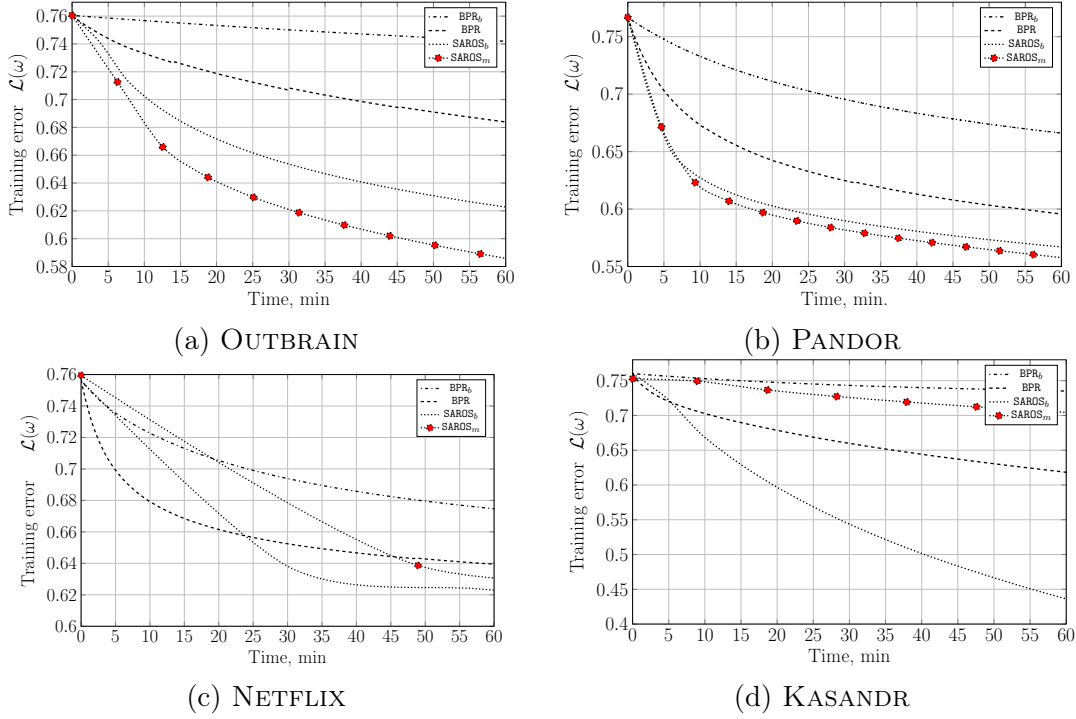 0.76
0.74
0.72
0.7
0.68
0.66
0.64
0.62
0.6
0.58
Training error 𝓛(ω)
0 5 10 15 20 25 30 35 40 45 50 55 60
Time, min
BPR_b
BPR
SAROS_b
SAROS_m
(a) OUTBRAIN
0.75
0.7
0.65
0.6
0.55
Training error 𝓛(ω)
0 5 10 15 20 25 30 35 40 45 50 55 60
Time, min.
BPR_b
BPR
SAROS_b
SAROS_m
(b) PANDOR
0.76
0.74
0.72
0.7
0.68
0.66
0.64
0.62
0.6
Training error 𝓛(ω)
0 5 10 15 20 25 30 35 40 45 50 55 60
Time, min
BPR_b
BPR
SAROS_b
SAROS_m
(c) NETFLIX
0.75
0.7
0.65
0.6
0.55
0.5
0.45
0.4
Training error 𝓛(ω)
0 5 10 15 20 25 30 35 40 45 50 55 60
Time, min
BPR_b
BPR
SAROS_b
SAROS_m
(d) KASANDR